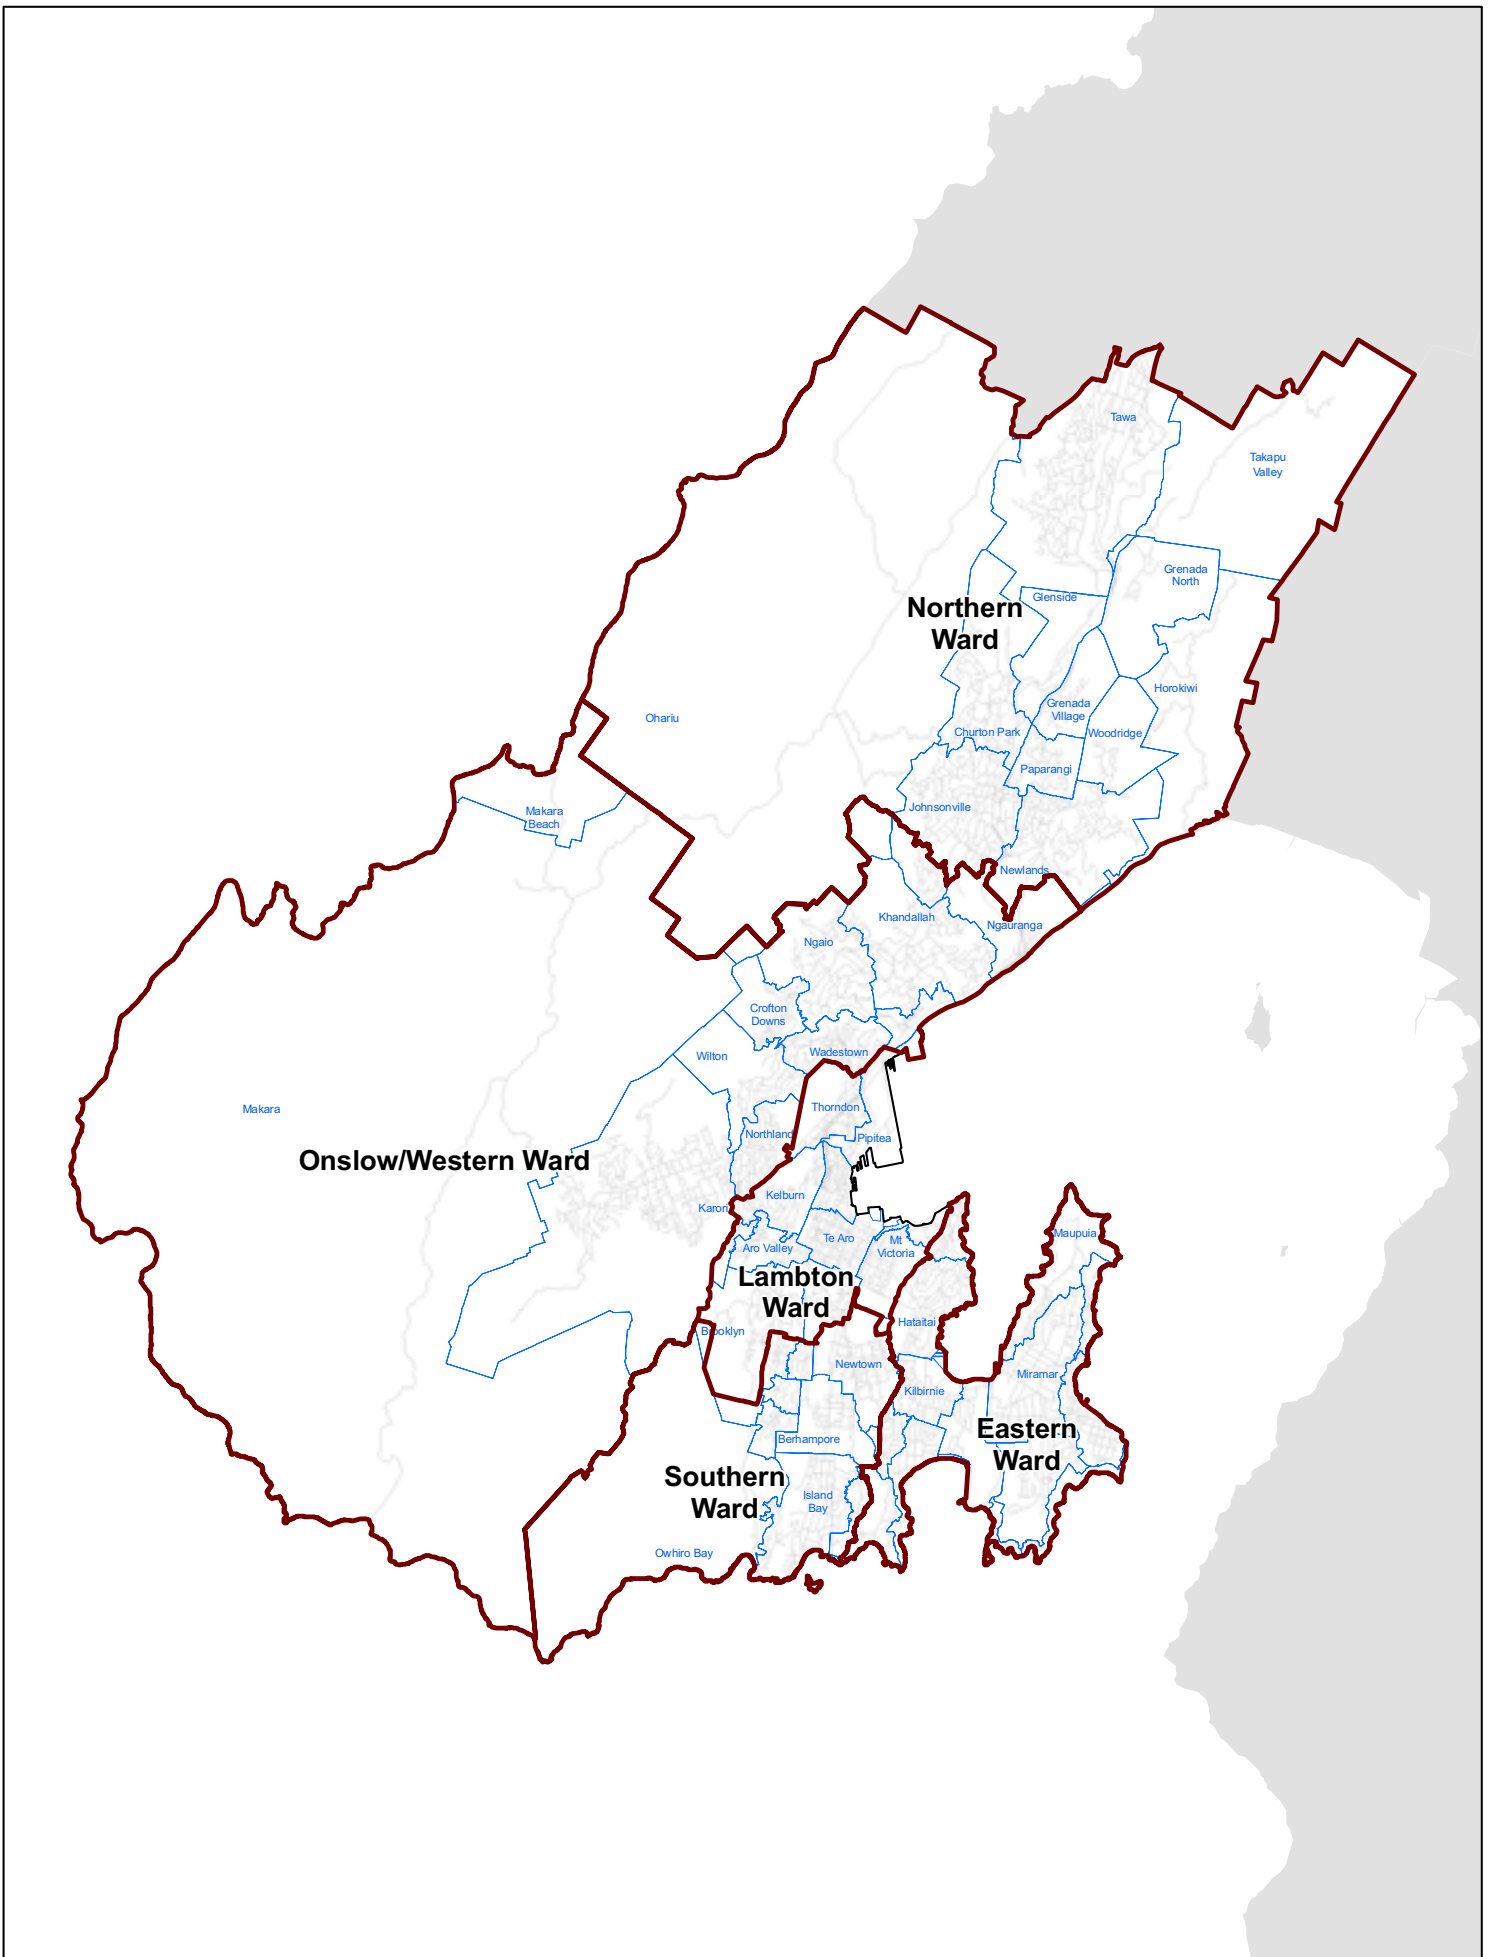 Tawa
Takapu
Valley
Grenada
North
Glenside
Northern
Ward
Horokiwi
Grenada
Village
Ohariu
Churton Park
Woodridge
Paparangi
Makara
Beach
Johnsonville
Newlands
Khandallah
Ngauranga
Ngaio
Crofton
Downs
Wilton
Wadestown
Makara
Thorndon
Northland
Pipitea
Onslow/Western Ward
Kelburn
Karori
Maupuia
Te Aro
Mt
Victoria
Aro Valley
Lambton
Ward
Hataitai
Brooklyn
Newtown
Miramar
Kilbirnie
Eastern
Ward
Berhampore
Southern
Ward
Island
Bay
Owhiro Bay